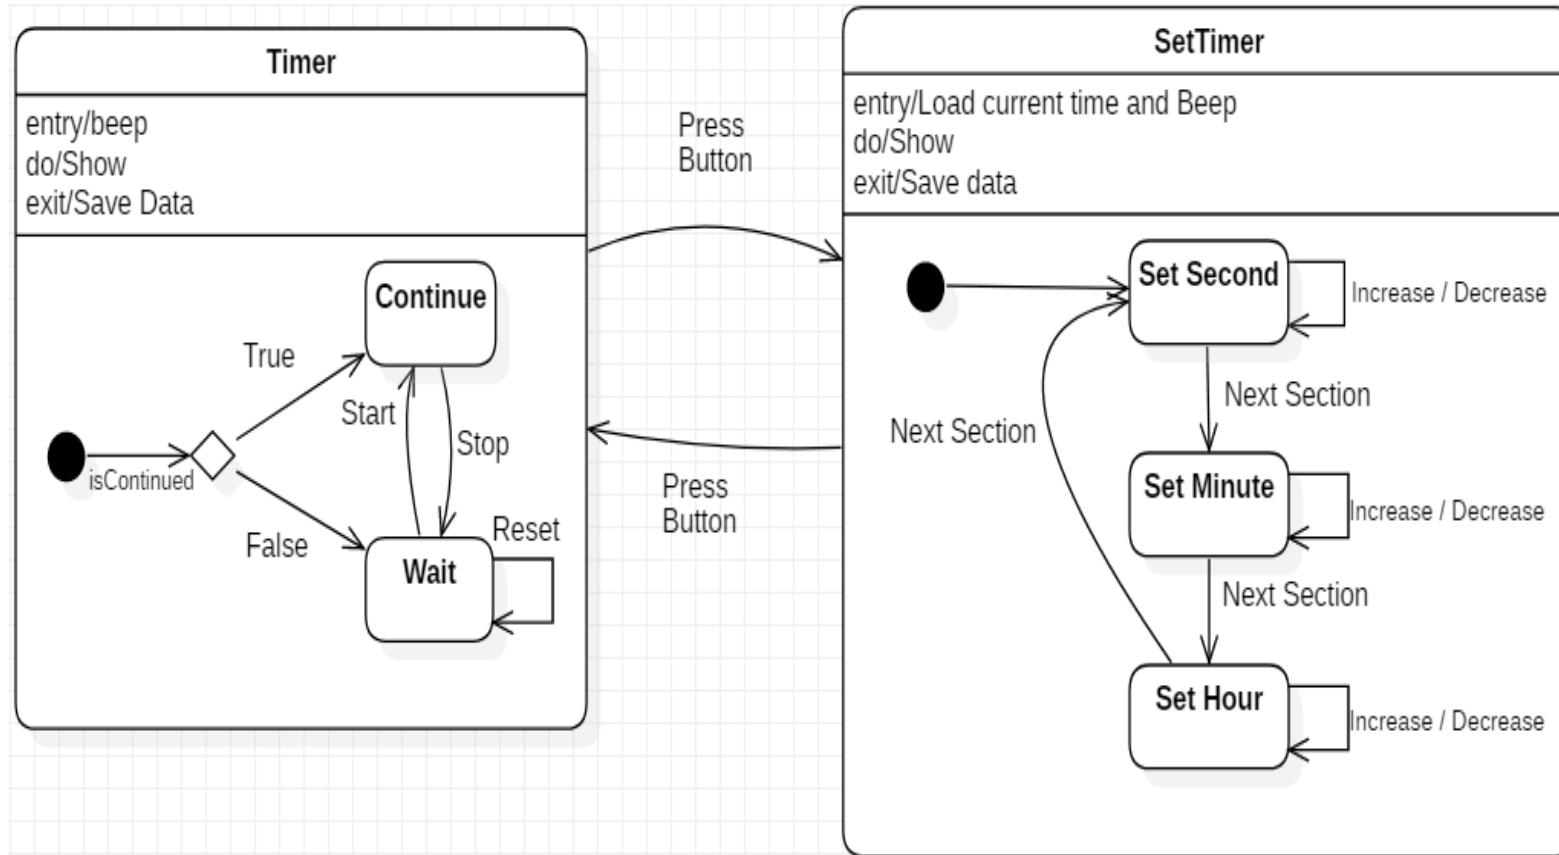 Timer
entry/beep
do/Show
exit/Save Data
Continue
True
Start
Stop
isContinued
False
Reset
Wait
Press
Button
Press
Button
SetTimer
entry/Load current time and Beep
do/Show
exit/Save data
Set Second
Increase / Decrease
Next Section
Next Section
Set Minute
Increase / Decrease
Next Section
Set Hour
Increase / Decrease